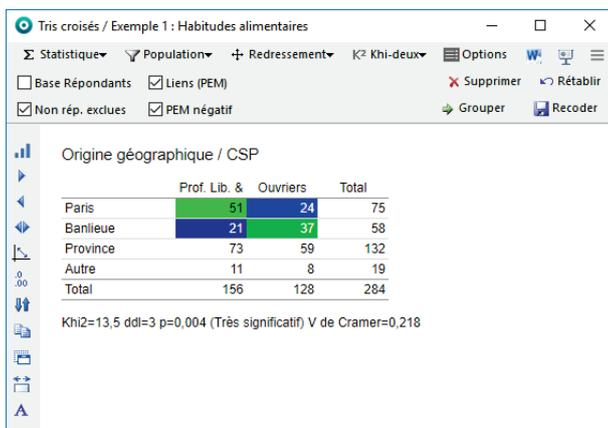 Tris croisés / Exemple 1 : Habitudes alimentaires
Σ Statistique Population Redressement K² Khi-deux Options
Base Répondants Liens (PEM) Supprimer Rétablir
Non rép. exclues PEM négatif Grouper Recoder
Origine géographique / CSP
Prof. Lib. & Ouvriers Total
Paris 51 24 75
Banlieue 21 37 58
Province 73 59 132
Autre 11 8 19
Total 156 128 284
Khi2=13,5 ddl=3 p=0,004 (Très significatif) V de Cramer=0,218
,0
,00
A